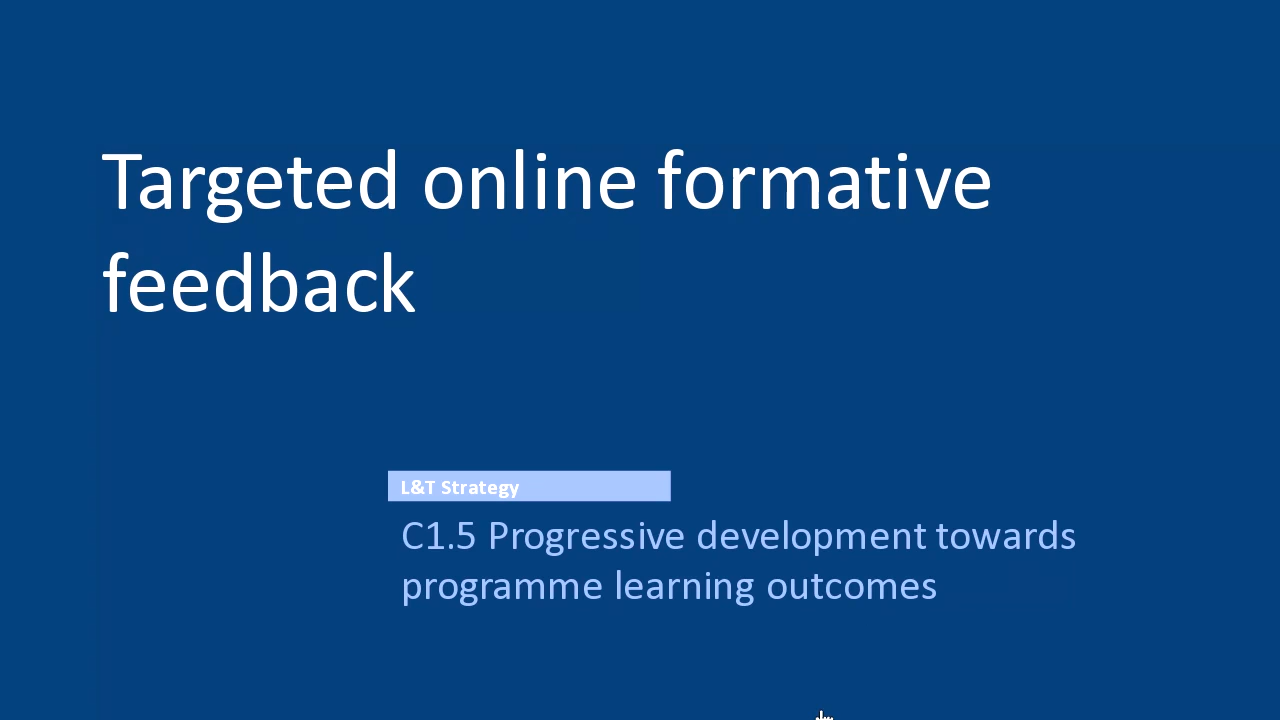 Targeted online formative
feedback
L&T Strategy
C1.5 Progressive development towards
programme learning outcomes